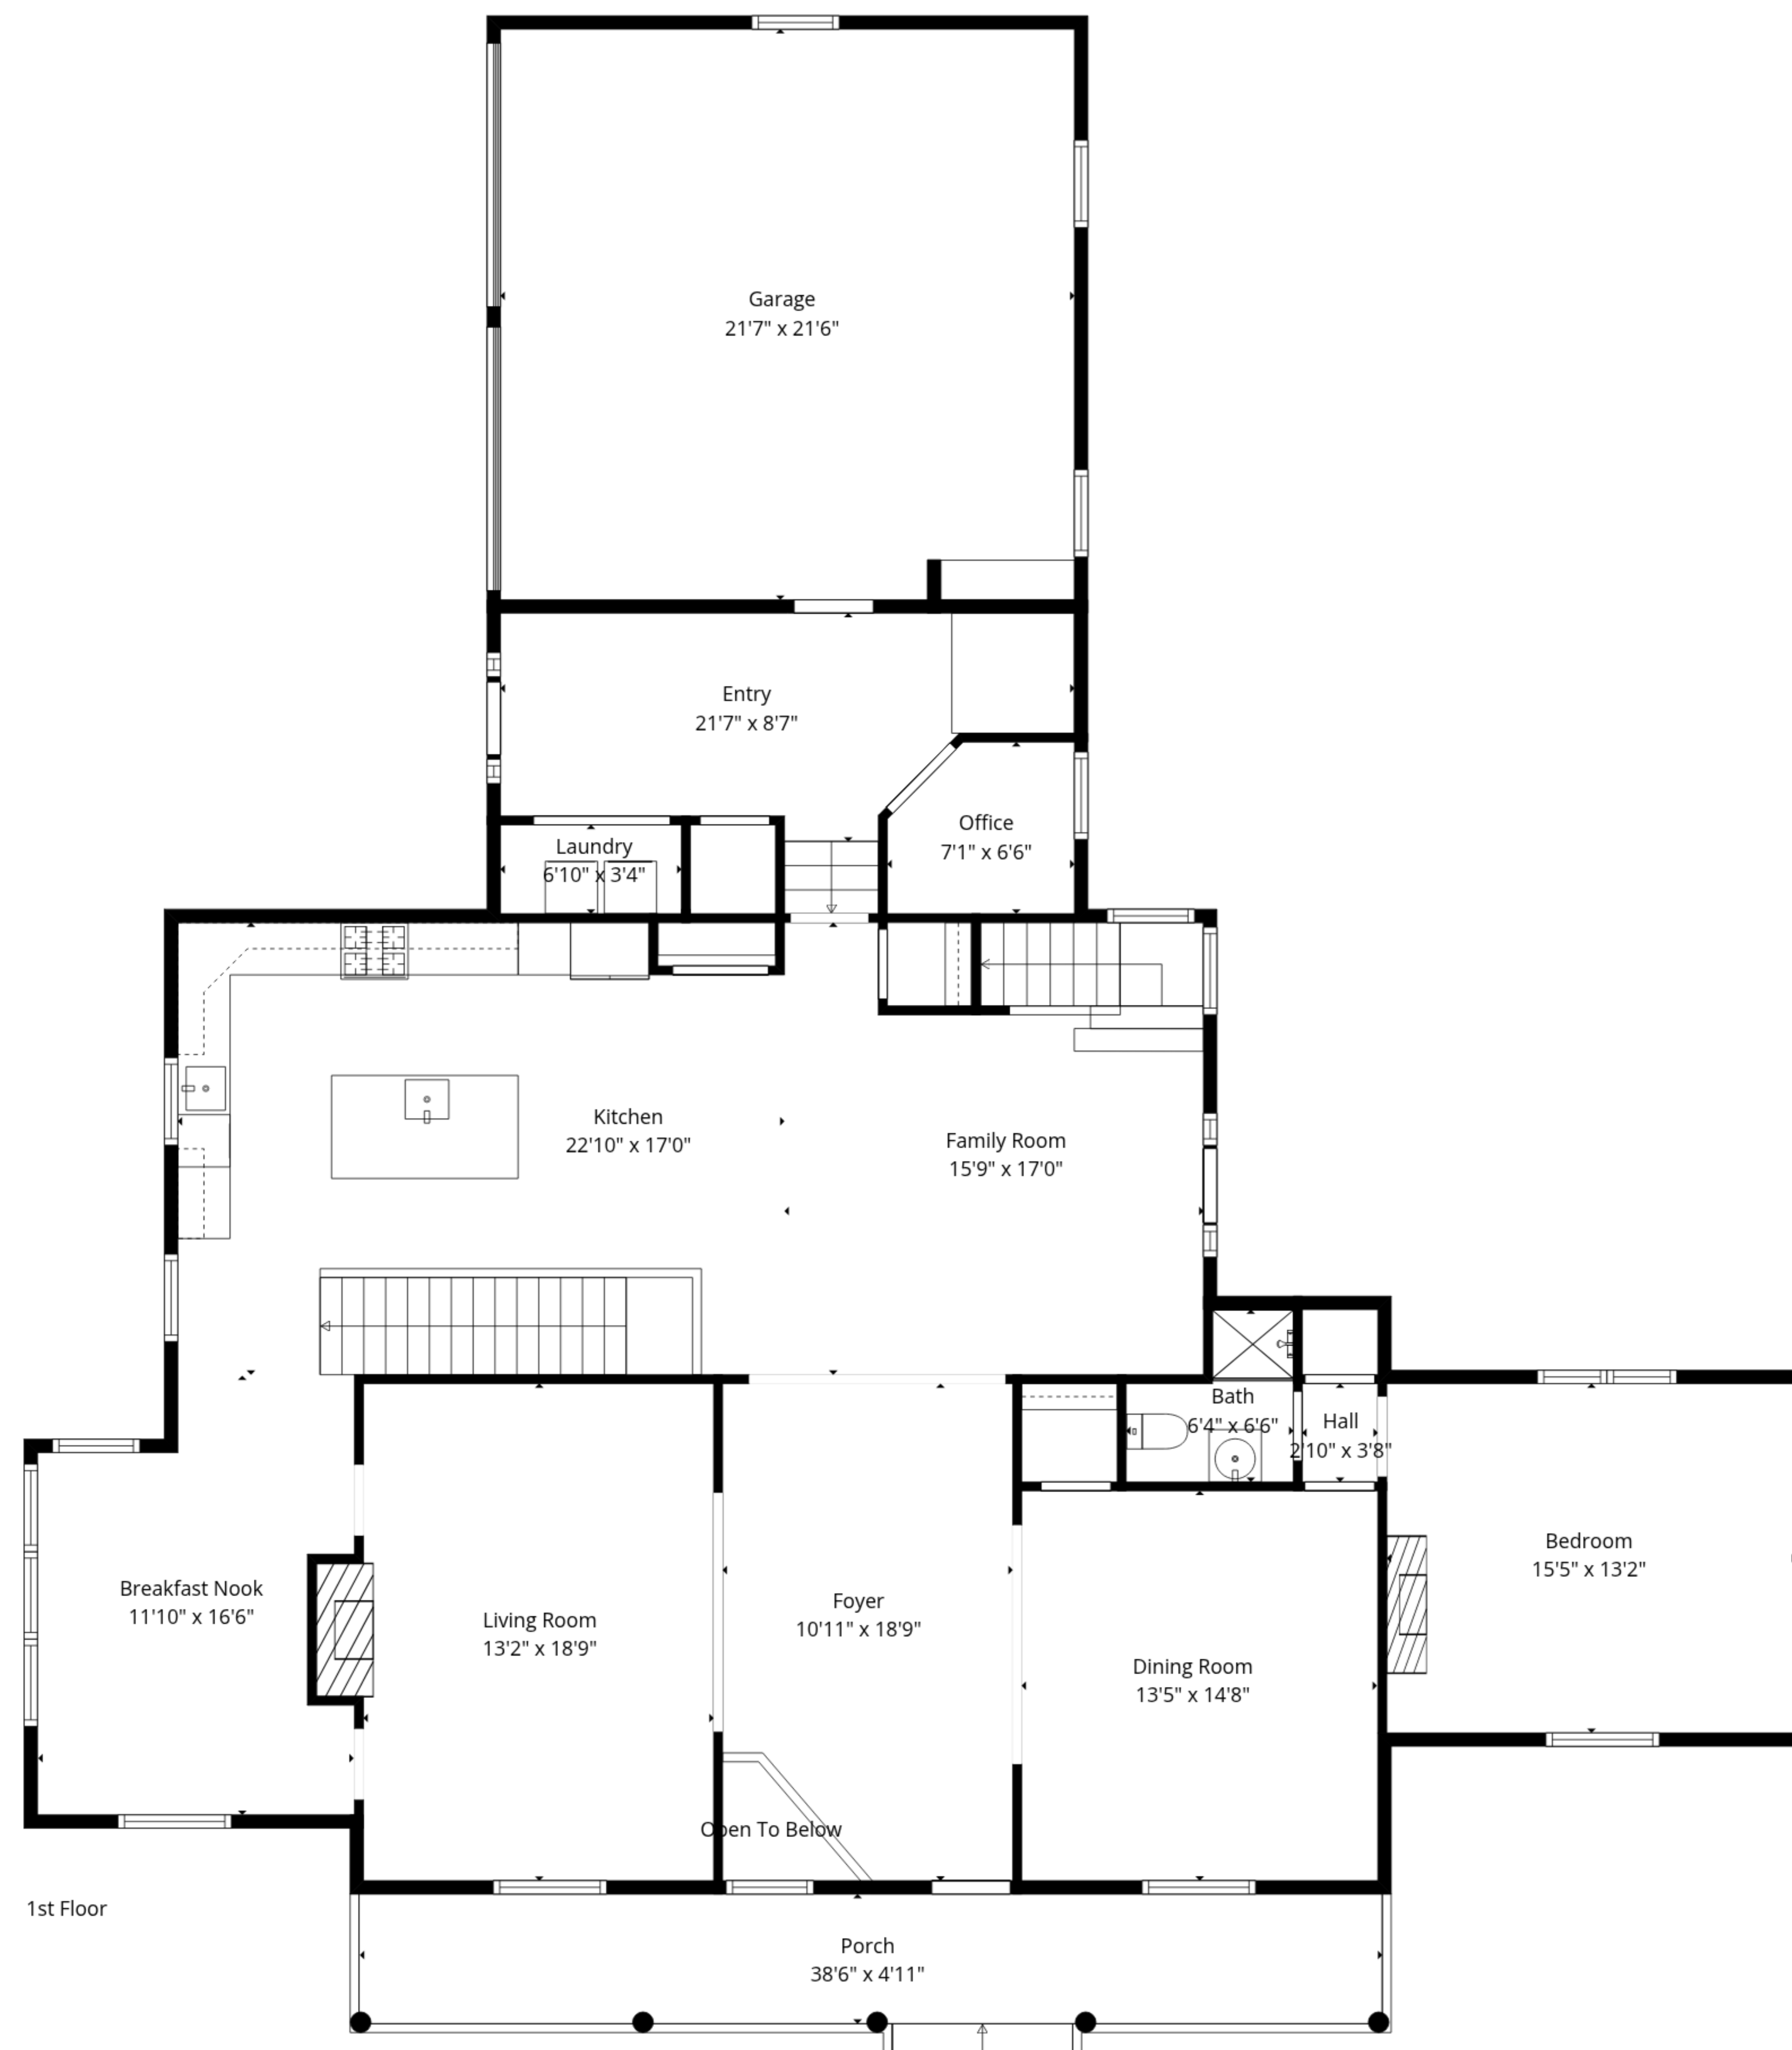 Garage
21'7" x 21'6"
Entry
21'7" x 8'7"
Office
7'1" x 6'6"
Laundry
6'10" x 3'4"
Kitchen
22'10" x 17'0"
Family Room
15'9" x 17'0"
Bath
6'4" x 6'6"
Hall
2'10" x 3'8"
Bedroom
15'5" x 13'2"
Breakfast Nook
11'10" x 16'6"
Living Room
13'2" x 18'9"
Foyer
10'11" x 18'9"
Dining Room
13'5" x 14'8"
Open To Below
1st Floor
Porch
38'6" x 4'11"